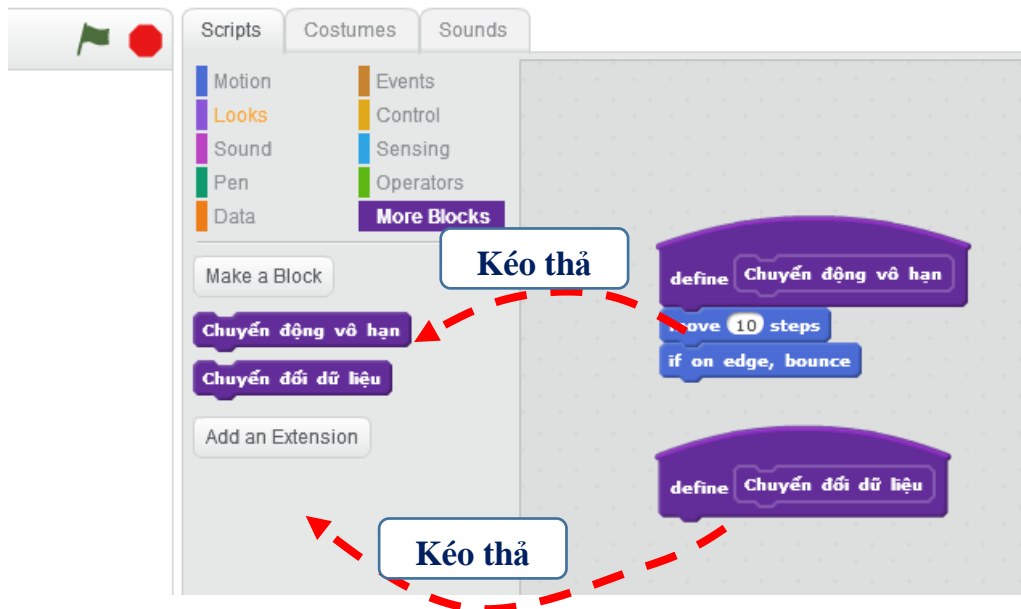 Scripts
Costumes
Sounds
Motion
Events
Looks
Control
Sound
Sensing
Pen
Operators
Data
More Blocks
Kéo thả
Make a Block
define Chuyển động vô hạn
Chuyển động vô hạn
10 steps
if on edge, bounce
Chuyển đổi dữ liệu
Add an Extension
define Chuyển đổi dữ liệu
Kéo thả